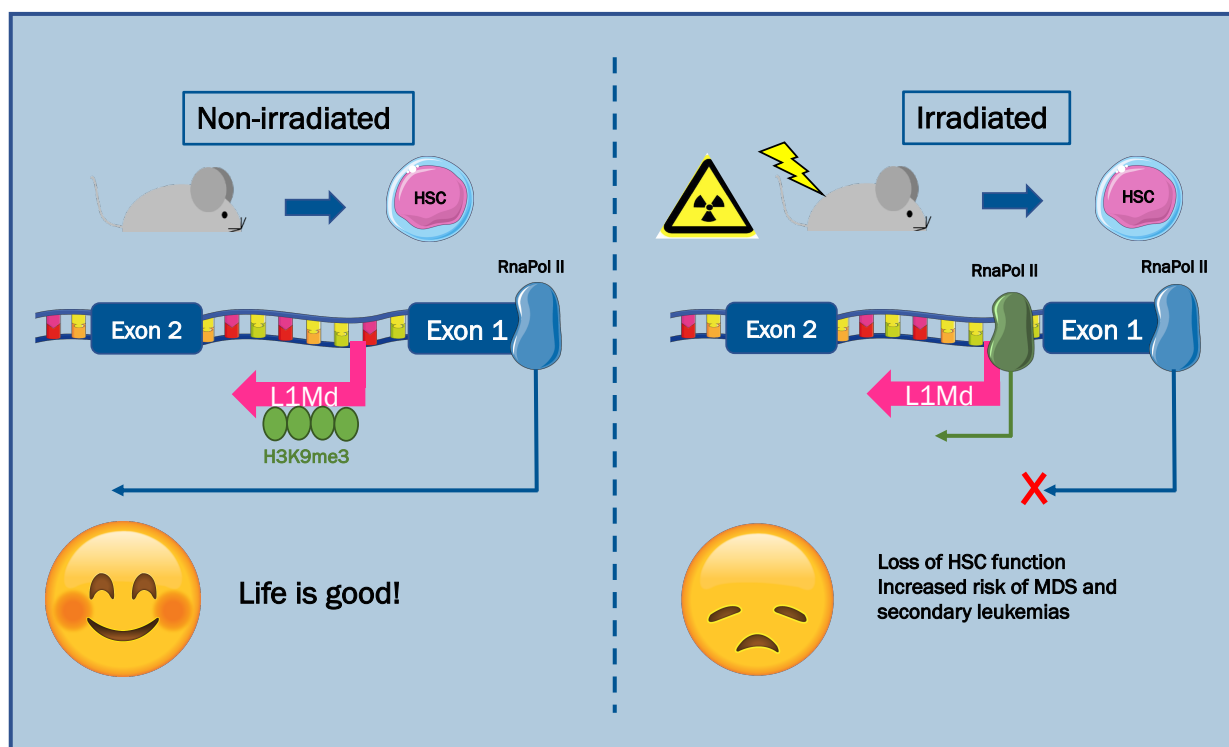 Non-irradiated
HSC
RnaPol II
Exon 2
Exon 1
L1Md
H3K9me3
Life is good!
Irradiated
HSC
RnaPol II
RnaPol II
Exon 2
Exon 1
L1Md
X
Loss of HSC function
Increased risk of MDS and
secondary leukemias